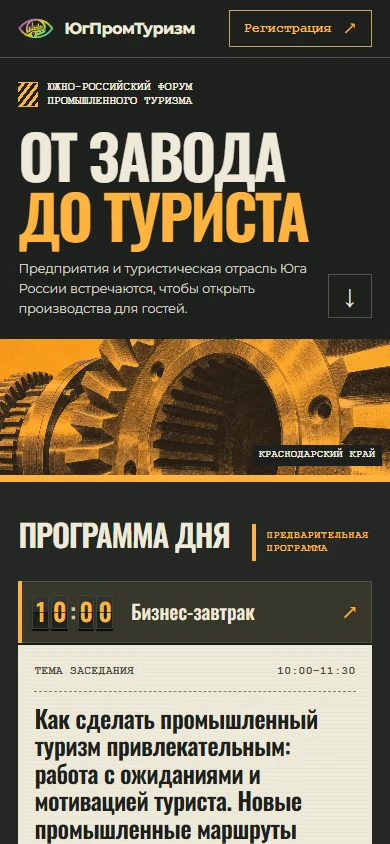 ЮгПромТуризм
Регистрация ↗
ЮЖНО-РОССИЙСКИЙ ФОРУМ
ПРОМЫШЛЕННОГО ТУРИЗМА
ОТ ЗАВОДА
ДО ТУРИСТА
Предприятия и туристическая отрасль Юга
России встречаются, чтобы открыть
производства для гостей.
↓
КРАСНОДАРСКИЙ КРАЙ
ПРОГРАММА ДНЯ
ПРЕДВАРИТЕЛЬНАЯ
ПРОГРАММА
10:00 Бизнес-завтрак ↗
ТЕМА ЗАСЕДАНИЯ 10:00–11:30
Как сделать промышленный
туризм привлекательным:
работа с ожиданиями и
мотивацией туриста. Новые
промышленные маршруты